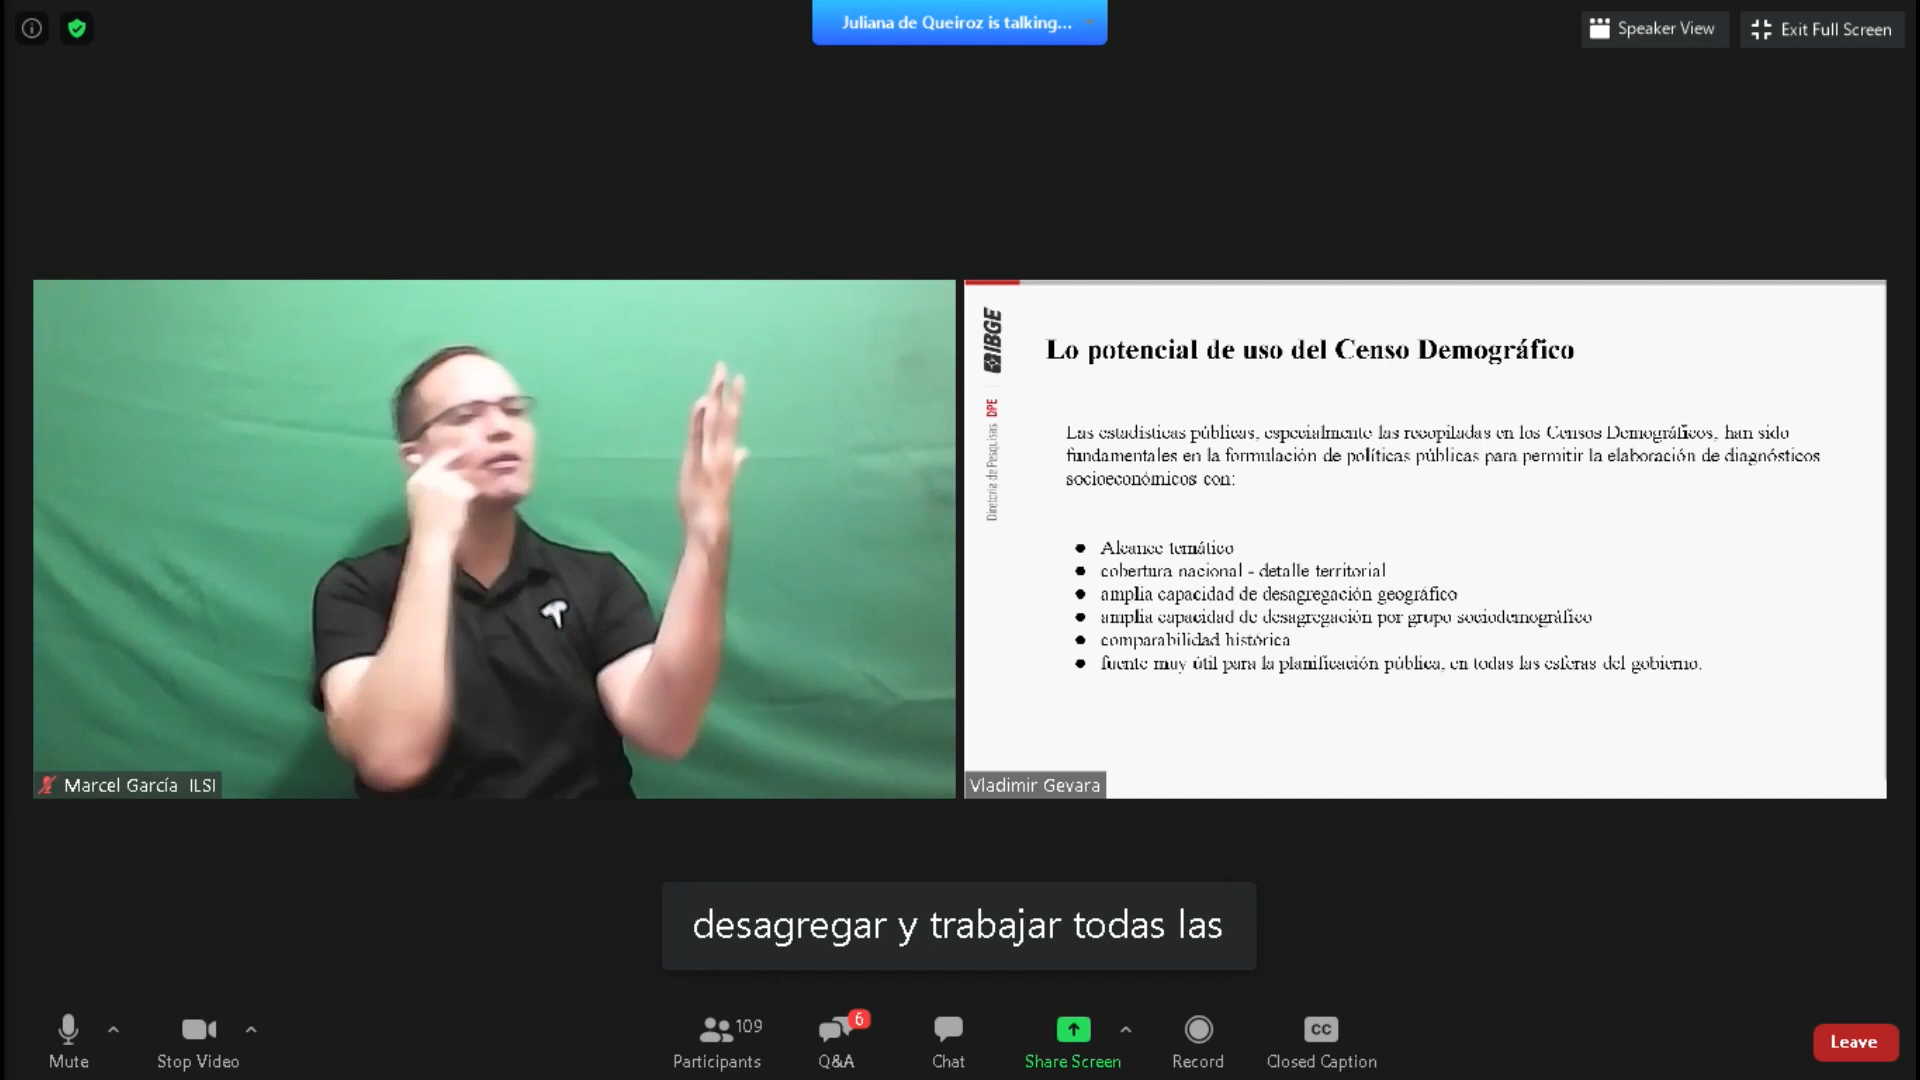 Juliana de Queiroz is talking...
Speaker View
Exit Full Screen
IBGE
DPE
Diretoria de Pesquisas
Lo potencial de uso del Censo Demográfico
Las estadísticas públicas, especialmente las recopiladas en los Censos Demográficos, han sido
fundamentales en la formulación de políticas públicas para permitir la elaboración de diagnósticos
socioeconómicos con:
● Alcance temático
● cobertura nacional - detalle territorial
● amplia capacidad de desagregación geográfico
● amplia capacidad de desagregación por grupo sociodemográfico
● comparabilidad histórica
● fuente muy útil para la planificación pública, en todas las esferas del gobierno.
Marcel García ILSI
Vladimir Gevara
desagregar y trabajar todas las
Mute
Stop Video
109
Participants
6
Q&A
Chat
Share Screen
Record
CC
Closed Caption
Leave